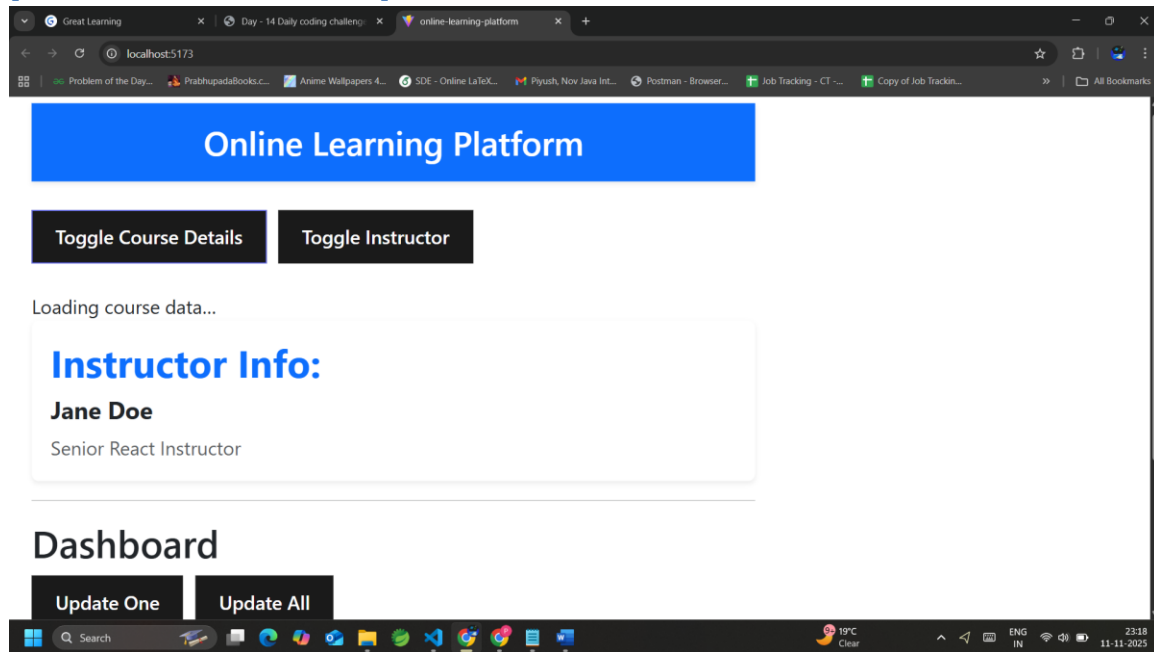 Great Learning
Day - 14 Daily coding challeng
online-learning-platform
localhost:5173
Problem of the Day...
PrabhupadaBooks.c...
Anime Wallpapers 4...
SDE - Online LaTeX...
Piyush, Nov Java Int...
Postman - Browser...
Job Tracking - CT -...
Copy of Job Trackin...
All Bookmarks
Online Learning Platform
Toggle Course Details
Toggle Instructor
Loading course data...
Instructor Info:
Jane Doe
Senior React Instructor
Dashboard
Update One
Update All
Search
19°C
Clear
ENG
IN
23:18
11-11-2025